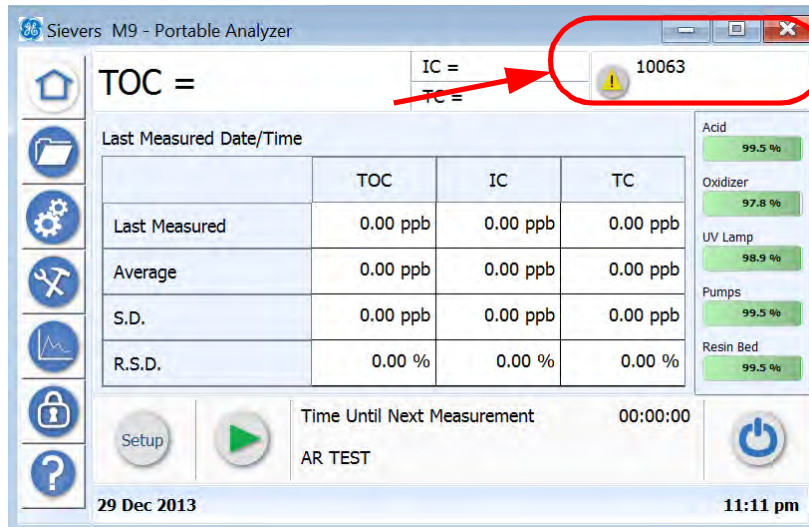 Sievers M9 - Portable Analyzer
TOC =
IC =
TC =
10063
Last Measured Date/Time
TOC IC TC
Last Measured 0.00 ppb 0.00 ppb 0.00 ppb
Average 0.00 ppb 0.00 ppb 0.00 ppb
S.D. 0.00 ppb 0.00 ppb 0.00 ppb
R.S.D. 0.00 % 0.00 % 0.00 %
Acid
99.5 %
Oxidizer
97.8 %
UV Lamp
98.9 %
Pumps
99.5 %
Resin Bed
99.5 %
Setup
Time Until Next Measurement 00:00:00
AR TEST
29 Dec 2013 11:11 pm